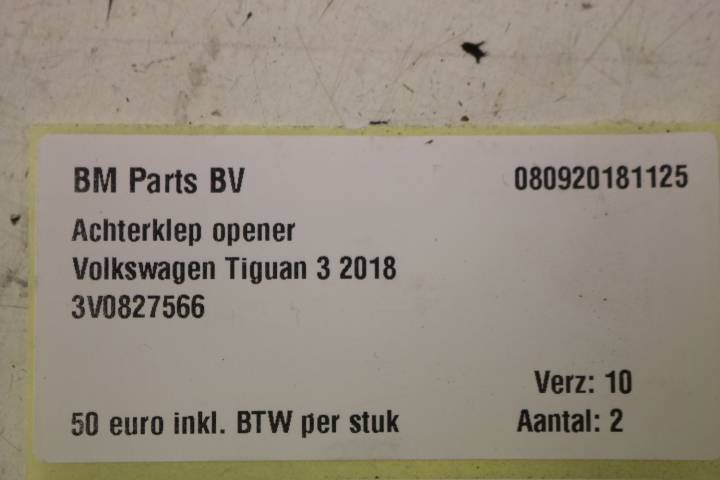 BM Parts BV 080920181125
Achterklep opener
Volkswagen Tiguan 3 2018
3V0827566
Verz: 10
50 euro inkl. BTW per stuk Aantal: 2